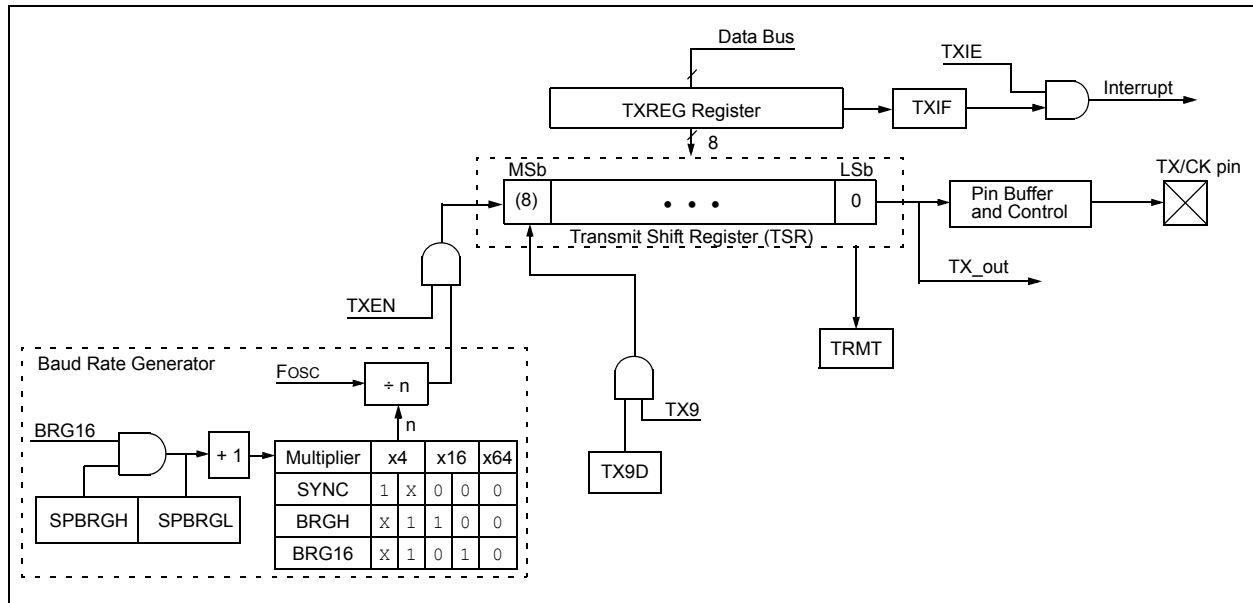 Data Bus
TXIE
Interrupt
TXREG Register
TXIF
8
MSb
LSb
TX/CK pin
(8)
• • •
0
Pin Buffer
and Control
Transmit Shift Register (TSR)
TX_out
TXEN
TRMT
Baud Rate Generator
FOSC
÷ n
TX9
n
BRG16
+ 1
Multiplier x4 x16 x64
SYNC 1 X 0 0 0
BRGH X 1 1 0 0
BRG16 X 1 0 1 0
TX9D
SPBRGH SPBRGL